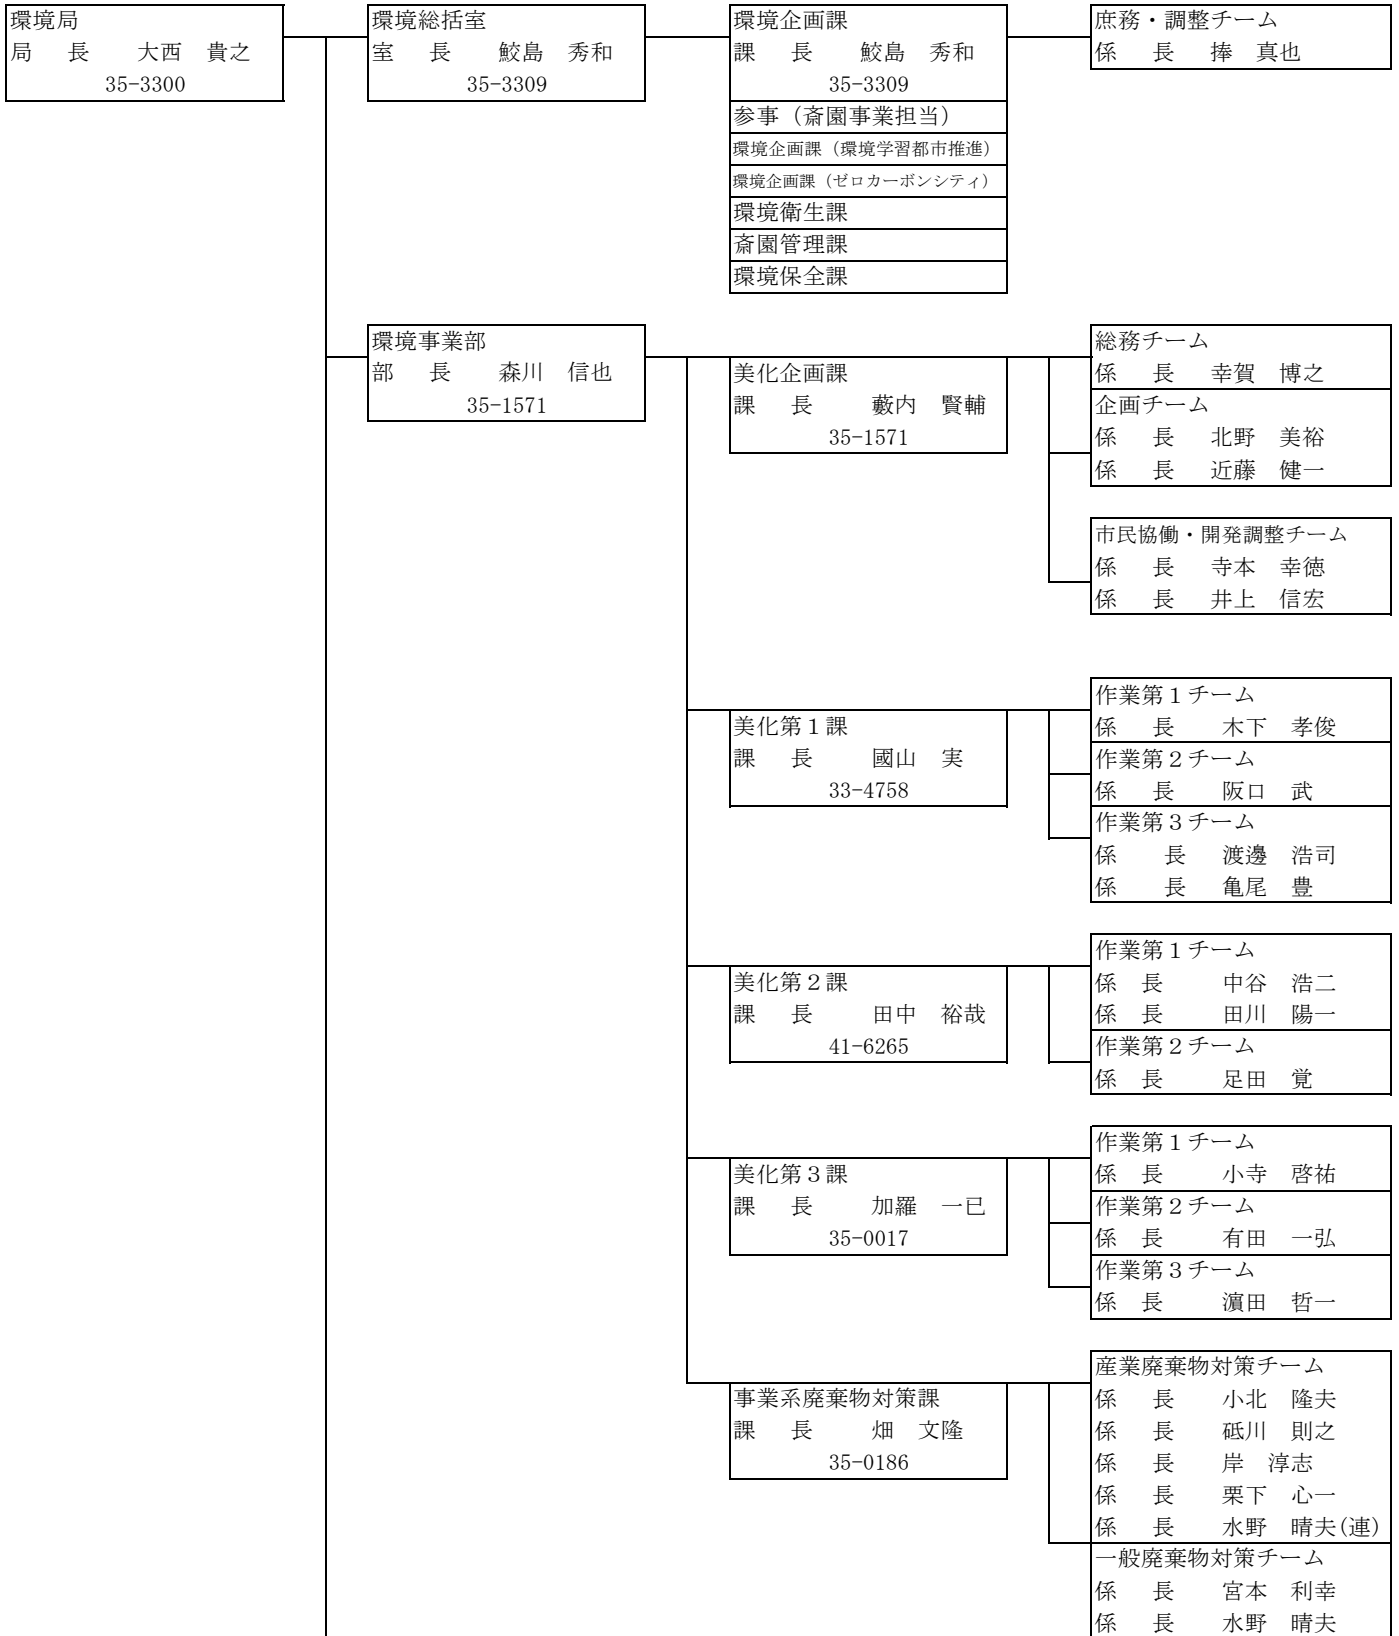 環境局
局　長　大西　貴之
35-3300
環境総括室
室　長　鮫島　秀和
35-3309
環境企画課
課　長　鮫島　秀和
35-3309
参事（斎園事業担当）
環境企画課（環境学習都市推進）
環境企画課（ゼロカーボンシティ）
環境衛生課
斎園管理課
環境保全課
庶務・調整チーム
係　長　捧　真也
環境事業部
部　長　森川　信也
35-1571
美化企画課
課　長　藪内　賢輔
35-1571
総務チーム
係　長　幸賀　博之
企画チーム
係　長　北野　美裕
係　長　近藤　健一
市民協働・開発調整チーム
係　長　寺本　幸徳
係　長　井上　信宏
美化第１課
課　長　國山　実
33-4758
作業第１チーム
係　長　木下　孝俊
作業第２チーム
係　長　阪口　武
作業第３チーム
係　長　渡邊　浩司
係　長　亀尾　豊
美化第２課
課　長　田中　裕哉
41-6265
作業第１チーム
係　長　中谷　浩二
係　長　田川　陽一
作業第２チーム
係　長　足田　覚
美化第３課
課　長　加羅　一已
35-0017
作業第１チーム
係　長　小寺　啓祐
作業第２チーム
係　長　有田　一弘
作業第３チーム
係　長　濵田　哲一
事業系廃棄物対策課
課　長　畑　文隆
35-0186
産業廃棄物対策チーム
係　長　小北　隆夫
係　長　砥川　則之
係　長　岸　淳志
係　長　栗下　心一
係　長　水野　晴夫(連)
一般廃棄物対策チーム
係　長　宮本　利幸
係　長　水野　晴夫